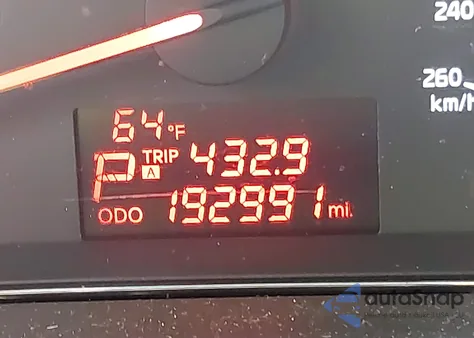 240
260
km/h
64°F
P TRIP A 432.9
ODO 192991 mi.
autoSnap